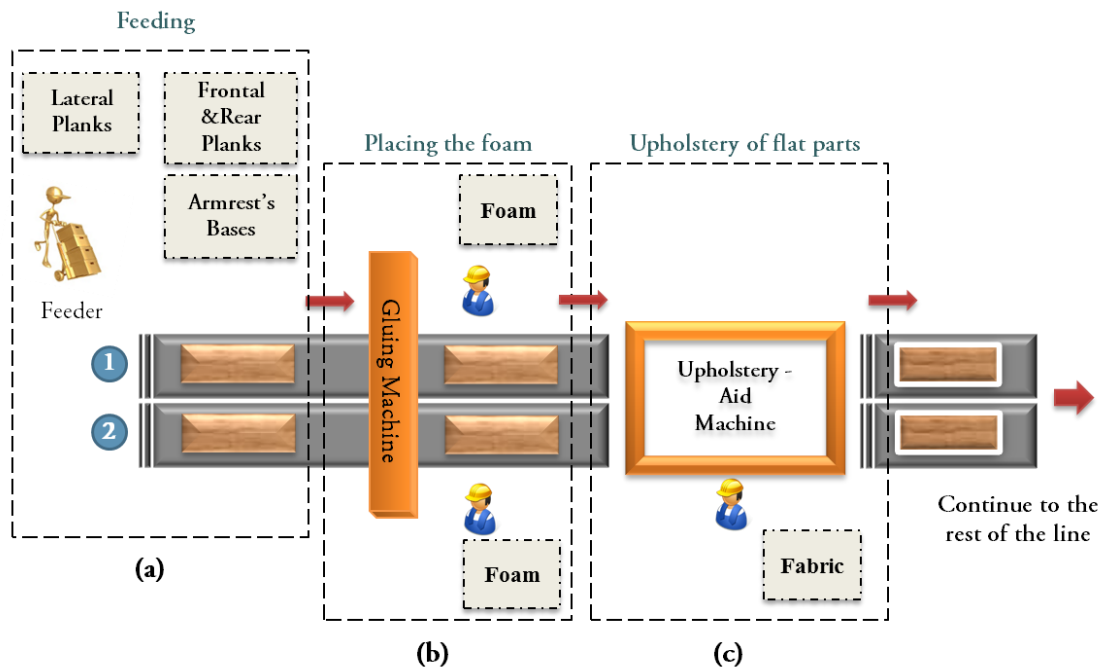 Feeding
Lateral
Planks
Frontal
&Rear
Planks
Armrest's
Bases
Feeder
1
2
(a)
Placing the foam
Foam
Gluing Machine
Foam
(b)
Upholstery of flat parts
Upholstery -
Aid
Machine
Fabric
(c)
Continue to the
rest of the line